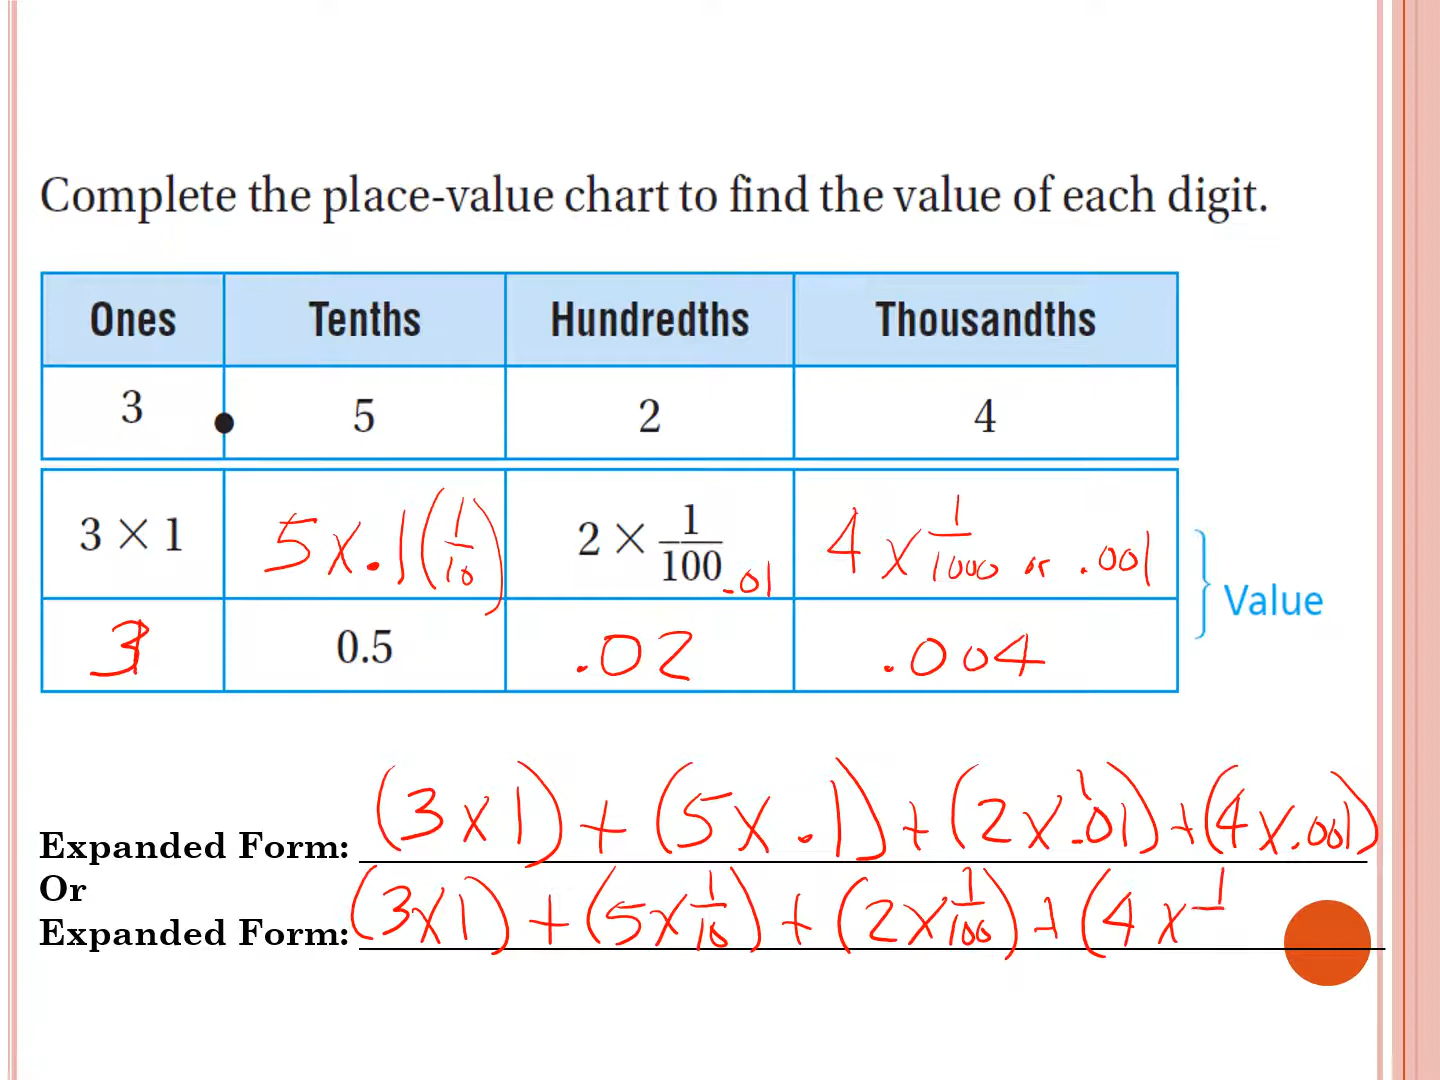 Complete the place-value chart to find the value of each digit.
Ones Tenths Hundredths Thousandths
3 . 5 2 4
3 × 1 5 x .1 (1/10) 2 × 1/100 .01 4 x 1/1000 or .001
Value
3 0.5 .02 .004
Expanded Form: (3 x 1) + (5 x .1) + (2 x .01) + (4 x .001)
Or
Expanded Form: (3 x 1) + (5 x 1/10) + (2 x 1/100) + (4 x 1